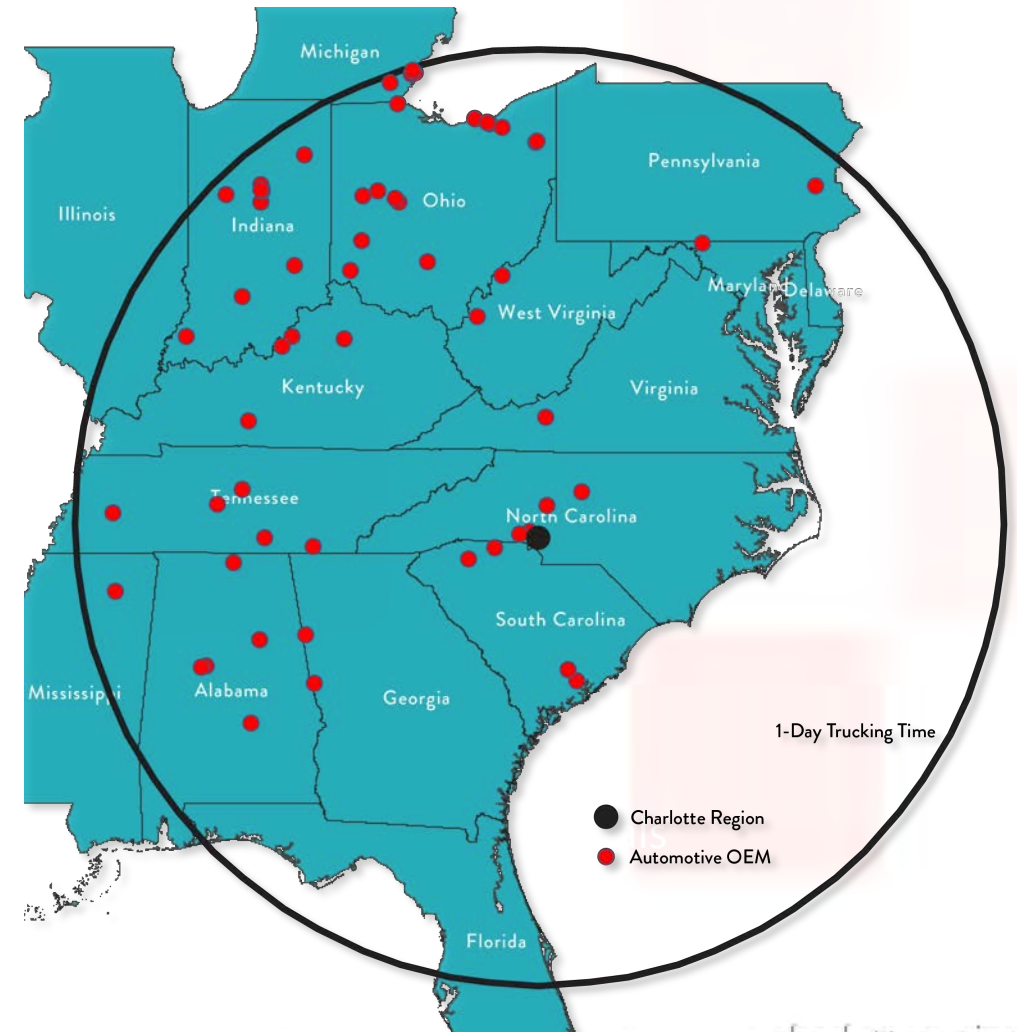 Michigan
Pennsylvania
Illinois
Indiana
Ohio
Maryland
Delaware
West Virginia
Kentucky
Virginia
Tennessee
North Carolina
South Carolina
Mississippi
Alabama
Georgia
1-Day Trucking Time
Charlotte Region
Automotive OEM
Florida